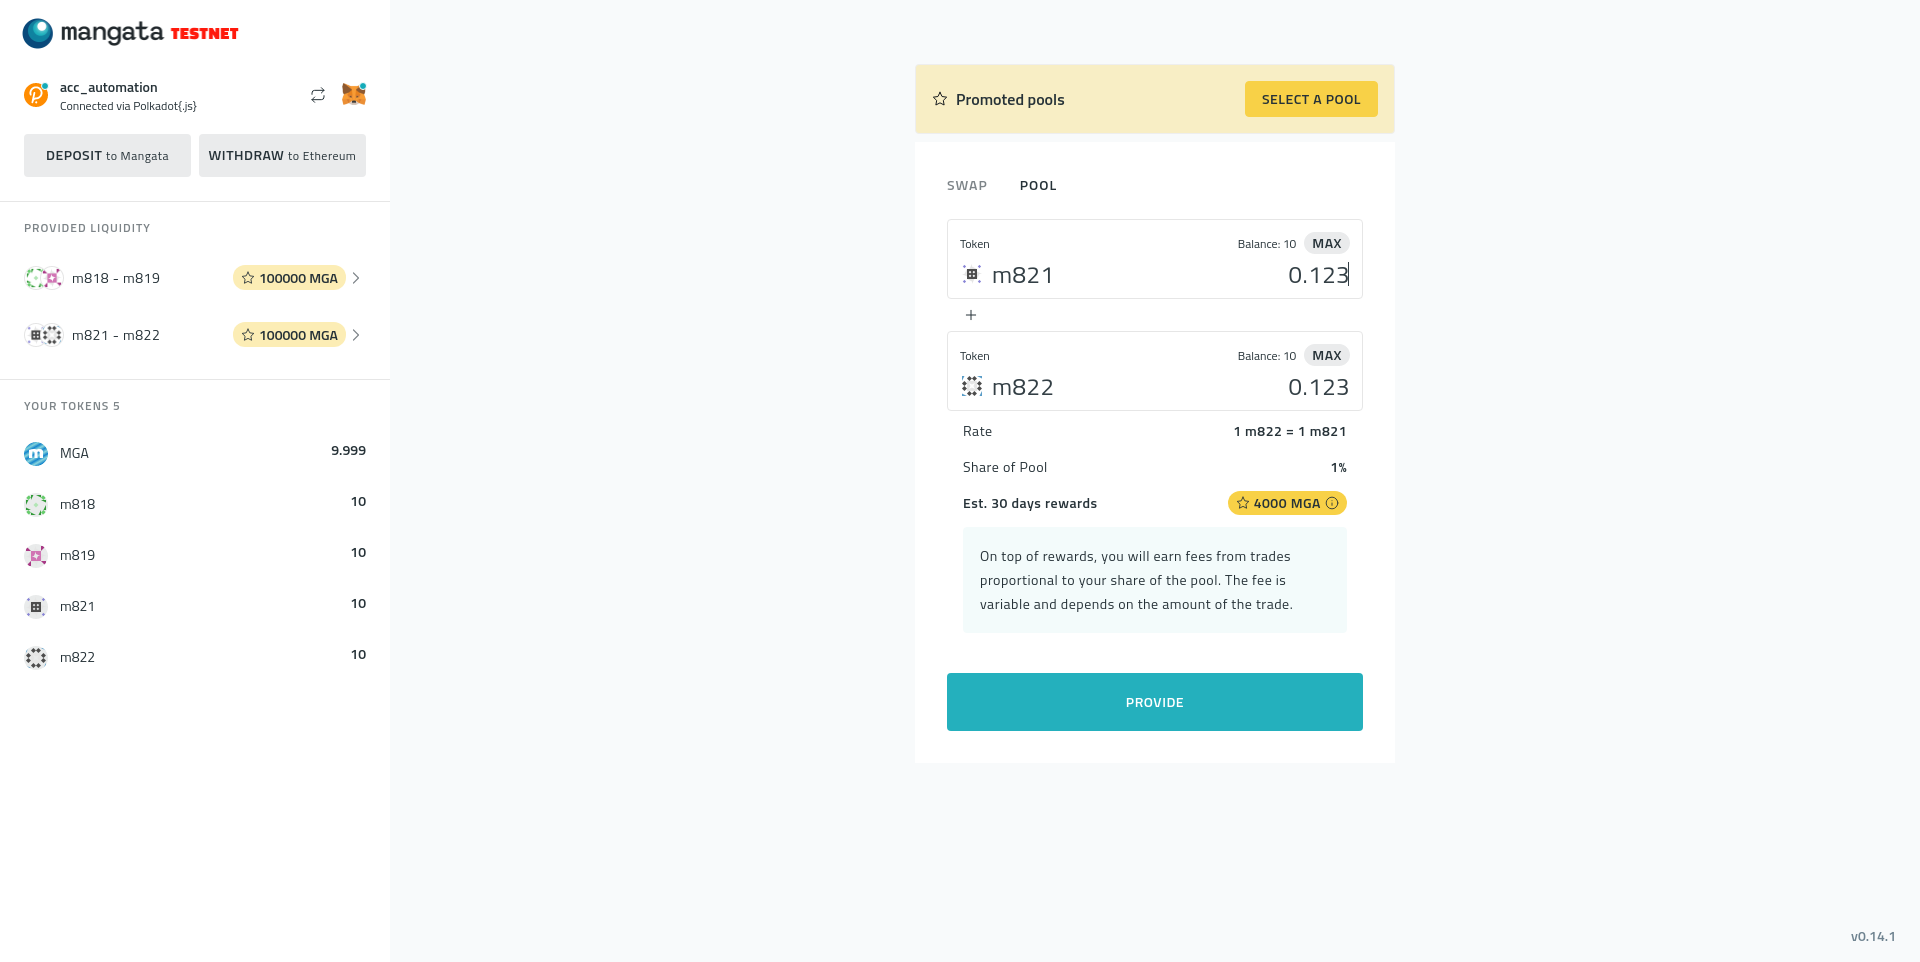 mangata TESTNET
acc_automation
Connected via Polkadot{.js}
DEPOSIT to Mangata
WITHDRAW to Ethereum
PROVIDED LIQUIDITY
m818 - m819
100000 MGA
m821 - m822
100000 MGA
YOUR TOKENS 5
MGA
9.999
m818
10
m819
10
m821
10
m822
10
Promoted pools
SELECT A POOL
SWAP
POOL
Token
Balance: 10
MAX
m821
0.123
+
Token
Balance: 10
MAX
m822
0.123
Rate
1 m822 = 1 m821
Share of Pool
1%
Est. 30 days rewards
4000 MGA
On top of rewards, you will earn fees from trades
proportional to your share of the pool. The fee is
variable and depends on the amount of the trade.
PROVIDE
v0.14.1